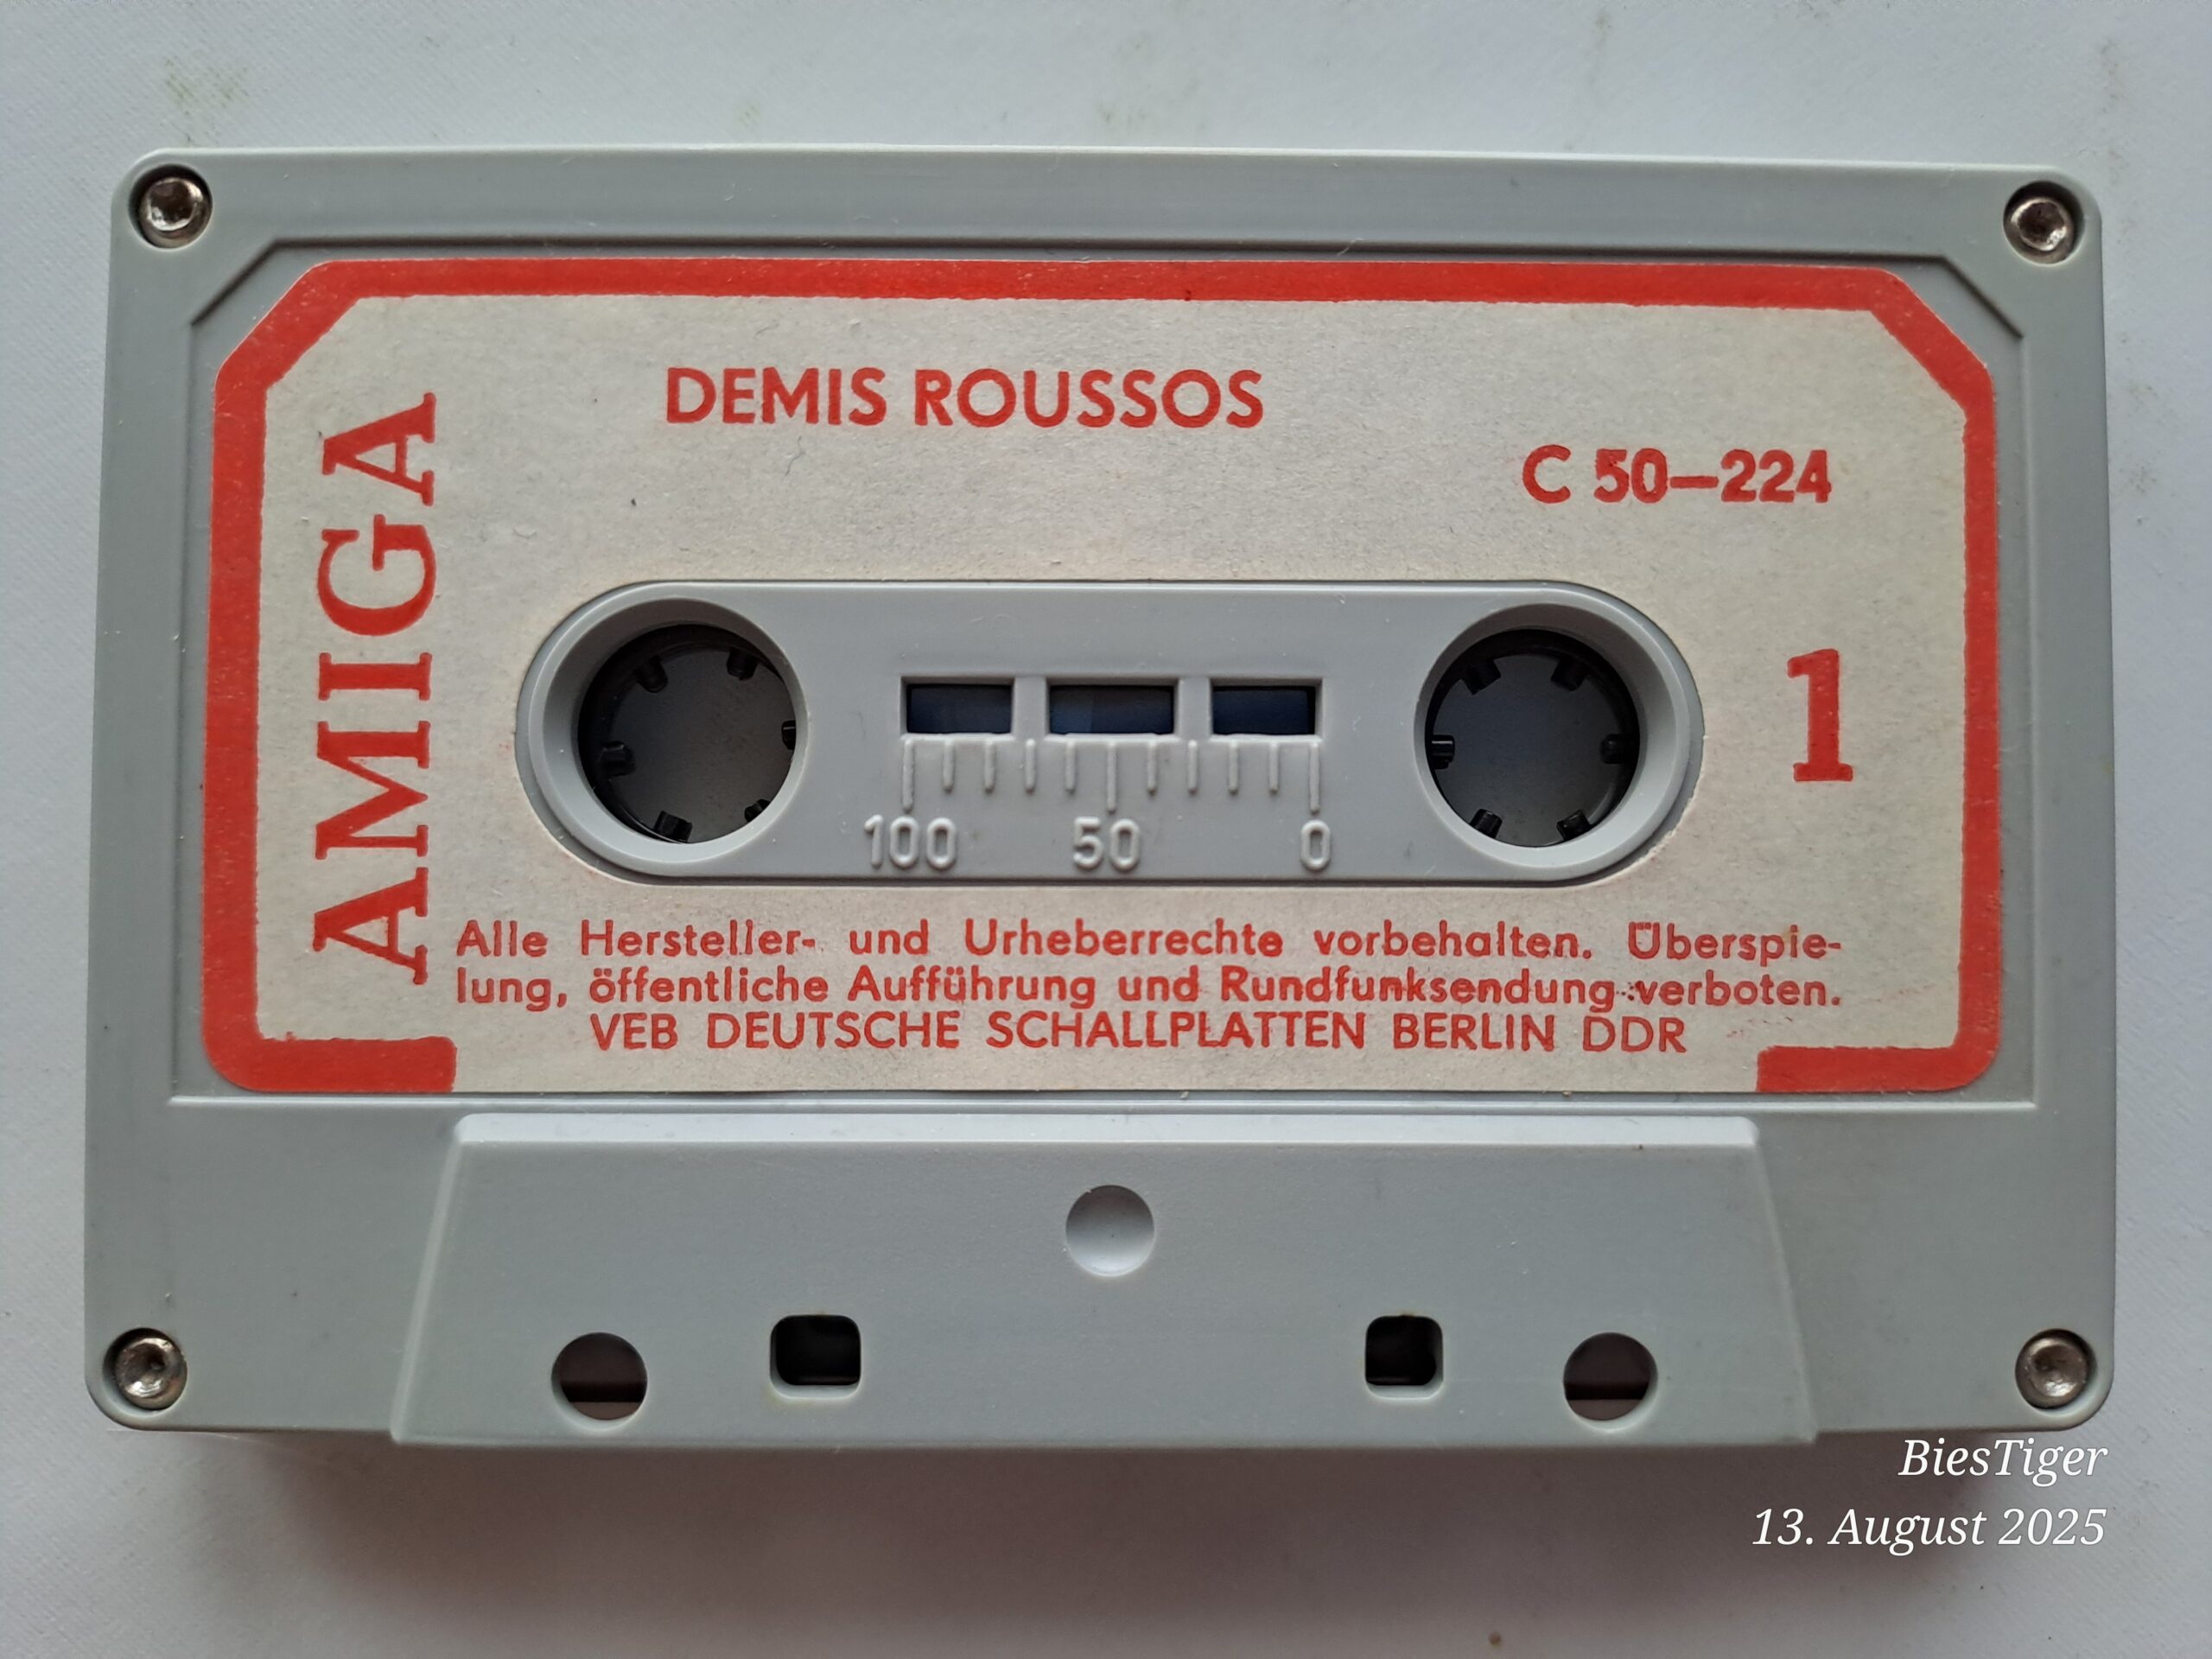 DEMIS ROUSSOS
C 50–224
AMIGA
1
100 50 0
Alle Hersteller- und Urheberrechte vorbehalten. Überspie-
lung, öffentliche Aufführung und Rundfunksendung verboten.
VEB DEUTSCHE SCHALLPLATTEN BERLIN DDR
BiesTiger
13. August 2025